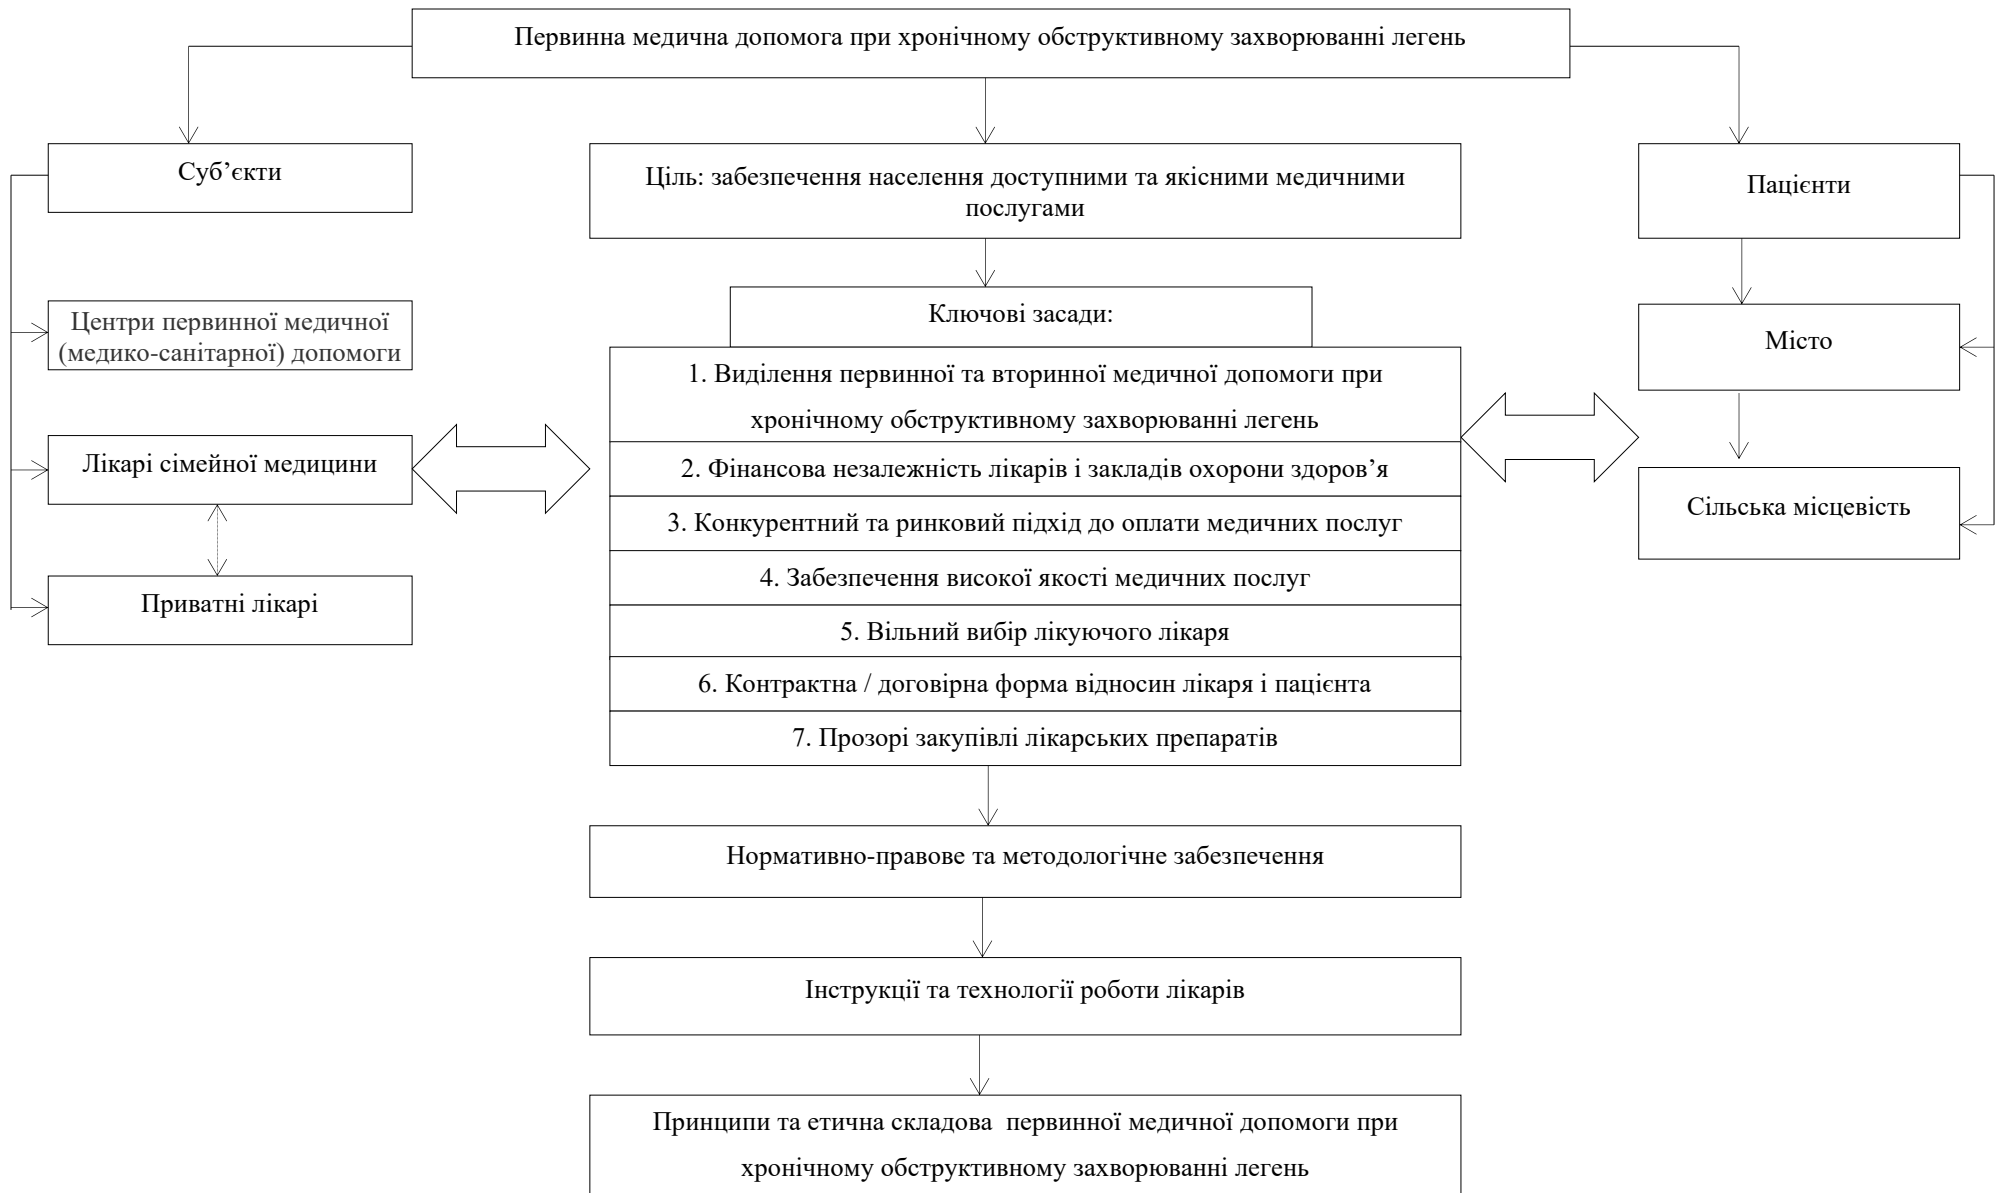 Первинна медична допомога при хронічному обструктивному захворюванні легень
Суб’єкти
Ціль: забезпечення населення доступними та якісними медичними
послугами
Пацієнти
Центри первинної медичної
(медико-санітарної) допомоги
Лікарі сімейної медицини
Приватні лікарі
Ключові засади:
1. Виділення первинної та вторинної медичної допомоги при
хронічному обструктивному захворюванні легень
2. Фінансова незалежність лікарів і закладів охорони здоров’я
3. Конкурентний та ринковий підхід до оплати медичних послуг
4. Забезпечення високої якості медичних послуг
5. Вільний вибір лікуючого лікаря
6. Контрактна / договірна форма відносин лікаря і пацієнта
7. Прозорі закупівлі лікарських препаратів
Місто
Сільська місцевість
Нормативно-правове та методологічне забезпечення
Інструкції та технології роботи лікарів
Принципи та етична складова первинної медичної допомоги при
хронічному обструктивному захворюванні легень